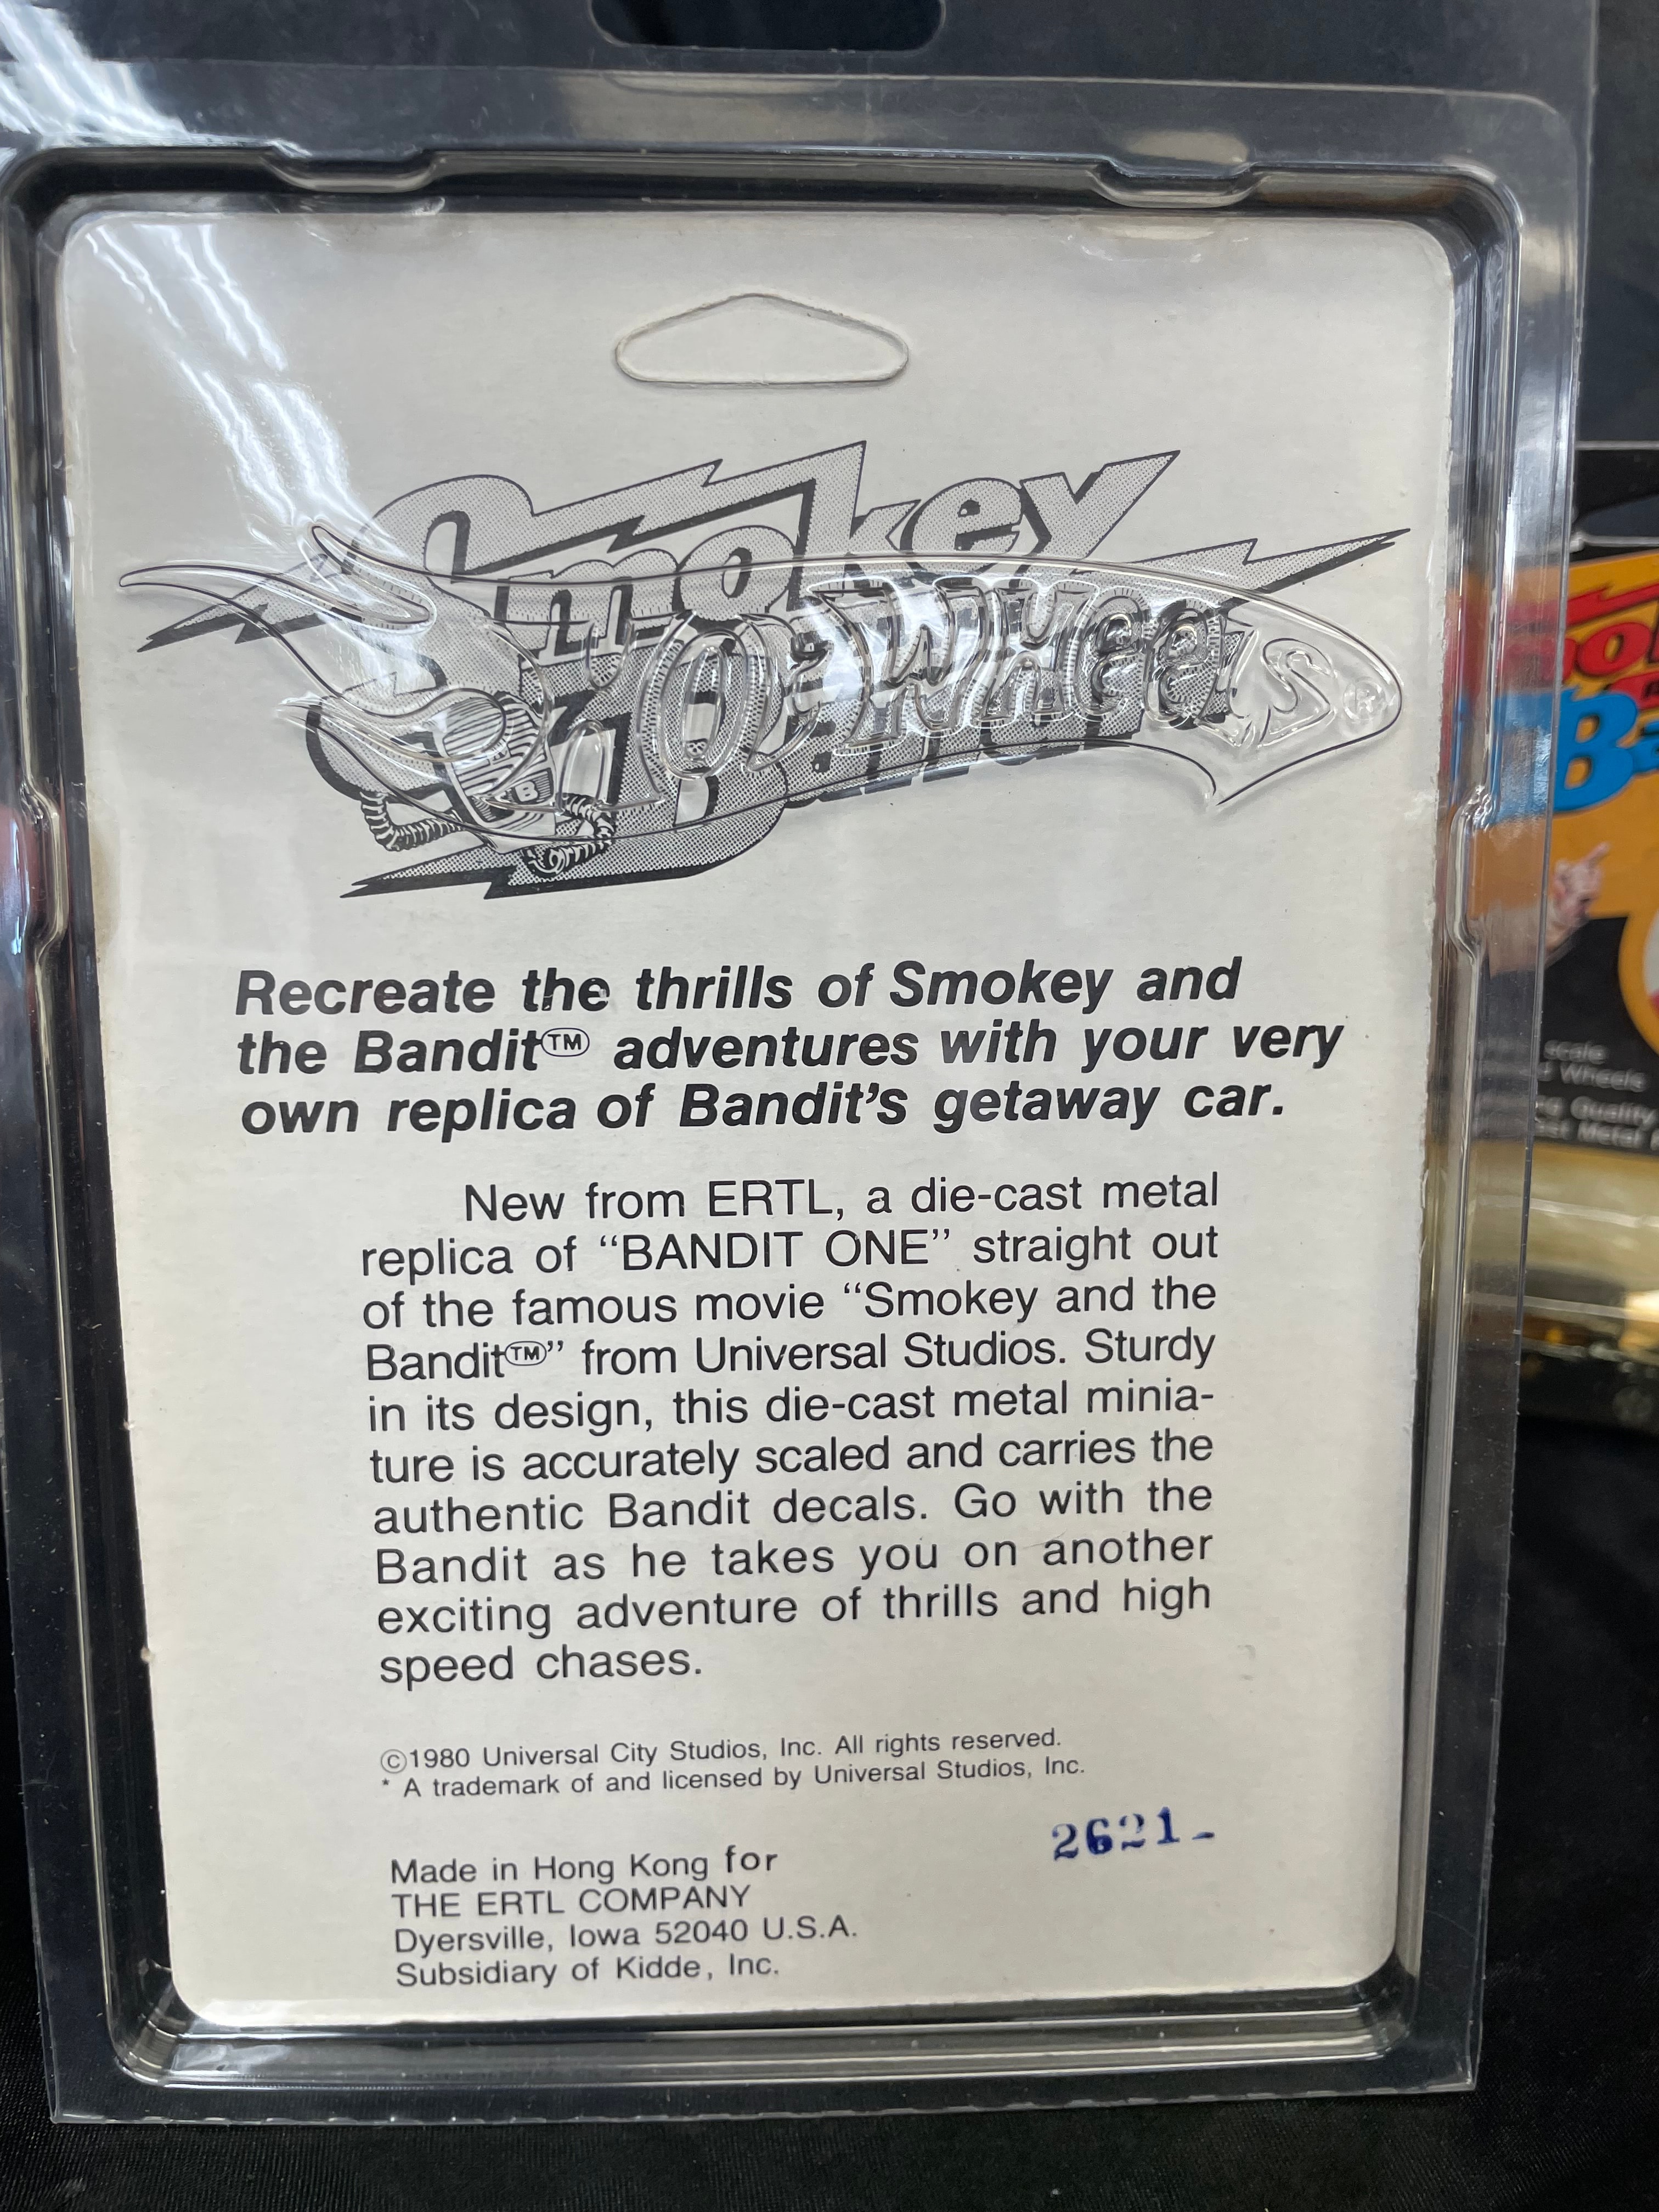 Smokey
Hot Wheels®
Bandit
B
Recreate the thrills of Smokey and
the Bandit™ adventures with your very
own replica of Bandit's getaway car.
New from ERTL, a die-cast metal
replica of “BANDIT ONE” straight out
of the famous movie “Smokey and the
Bandit™” from Universal Studios. Sturdy
in its design, this die-cast metal minia-
ture is accurately scaled and carries the
authentic Bandit decals. Go with the
Bandit as he takes you on another
exciting adventure of thrills and high
speed chases.
©1980 Universal City Studios, Inc. All rights reserved.
* A trademark of and licensed by Universal Studios, Inc.
2621-
Made in Hong Kong for
THE ERTL COMPANY
Dyersville, Iowa 52040 U.S.A.
Subsidiary of Kidde, Inc.
scale
Wheels
Quality
Metal